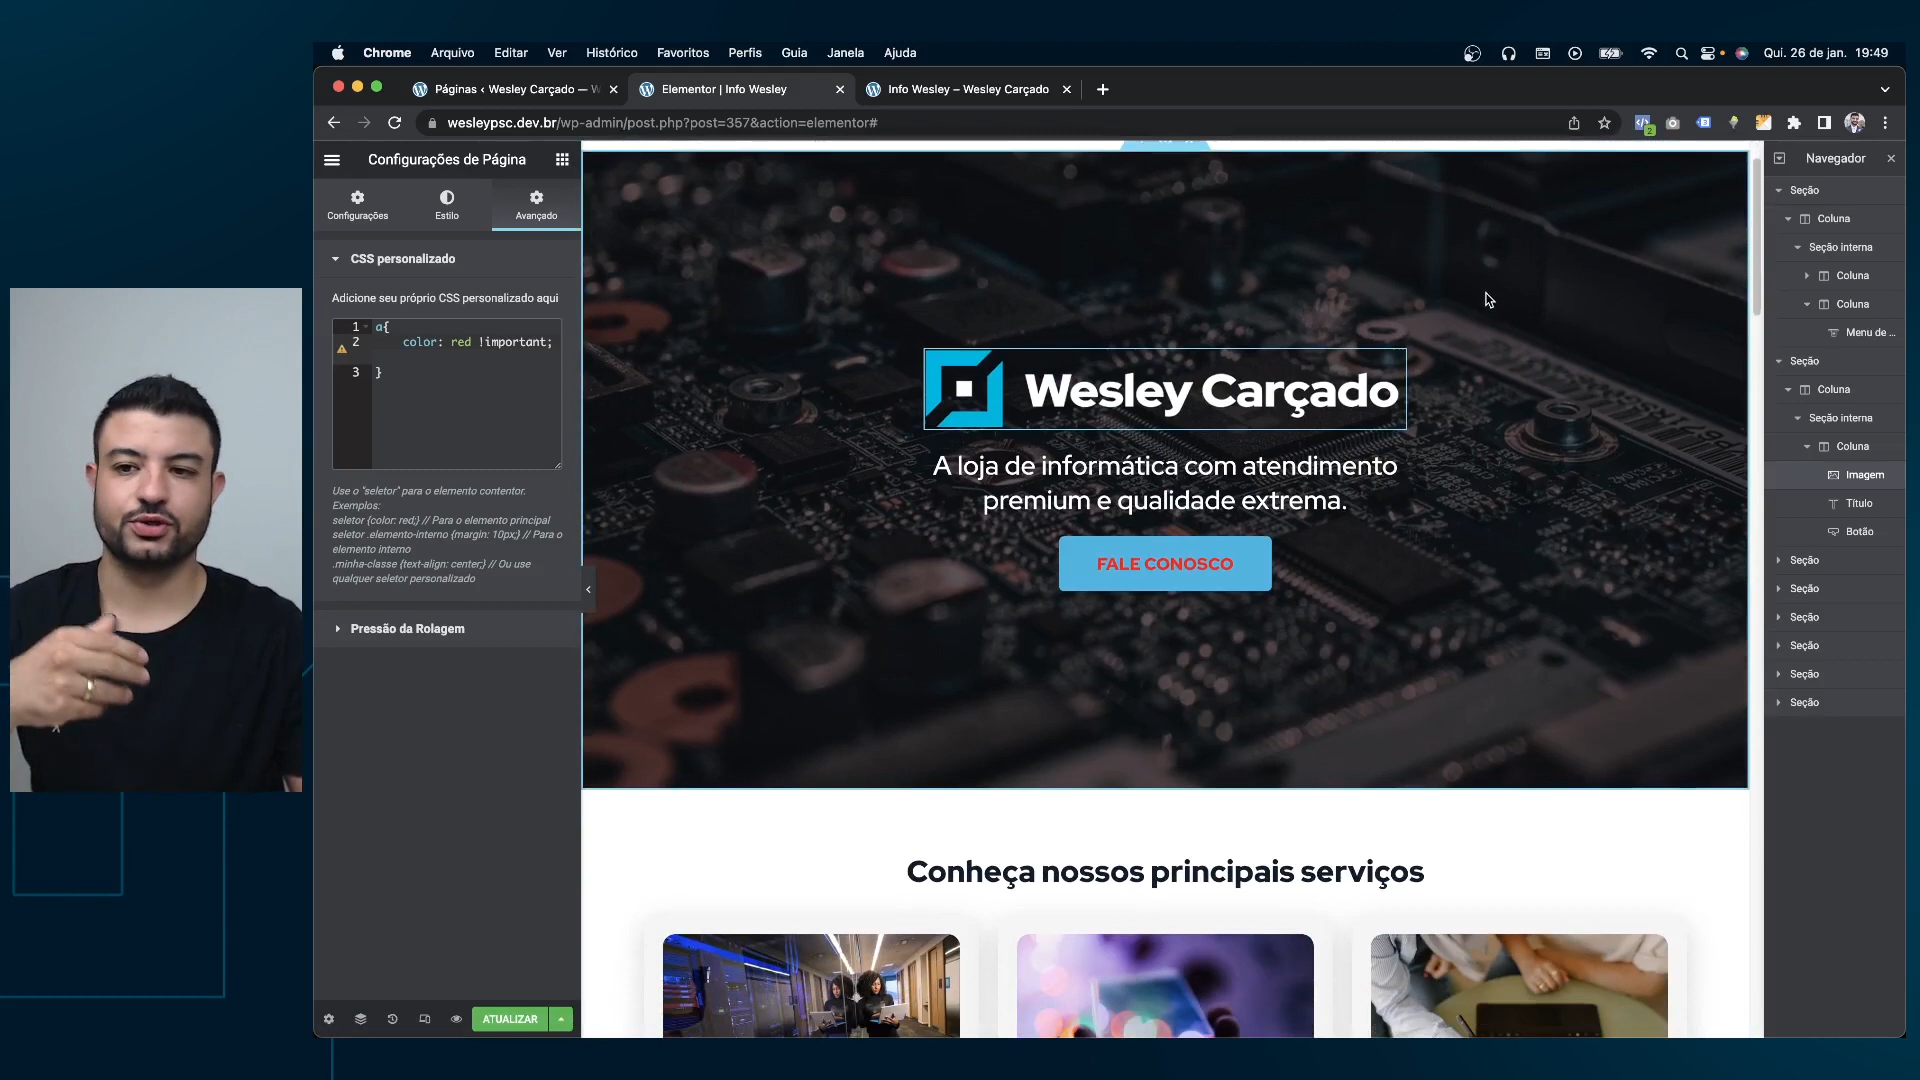 Chrome Arquivo Editar Ver Histórico Favoritos Perfis Guia Janela Ajuda
Qui. 26 de jan. 19:49
Páginas ‹ Wesley Carçado — W
Elementor | Info Wesley
Info Wesley – Wesley Carçado
wesleypsc.dev.br/wp-admin/post.php?post=357&action=elementor#
2
Configurações de Página
Configurações
Estilo
Avançado
CSS personalizado
Adicione seu próprio CSS personalizado aqui
1 a{
2 color: red !important;
3 }
Use o "seletor" para o elemento contentor.
Exemplos:
seletor {color: red;} // Para o elemento principal
seletor .elemento-interno {margin: 10px;} // Para o
elemento interno
.minha-classe {text-align: center;} // Ou use
qualquer seletor personalizado
Pressão da Rolagem
ATUALIZAR
Wesley Carçado
A loja de informática com atendimento
premium e qualidade extrema.
FALE CONOSCO
Conheça nossos principais serviços
Navegador
Seção
Coluna
Seção interna
Coluna
Coluna
Menu de ...
Seção
Coluna
Seção interna
Coluna
Imagem
Título
Botão
Seção
Seção
Seção
Seção
Seção
Seção